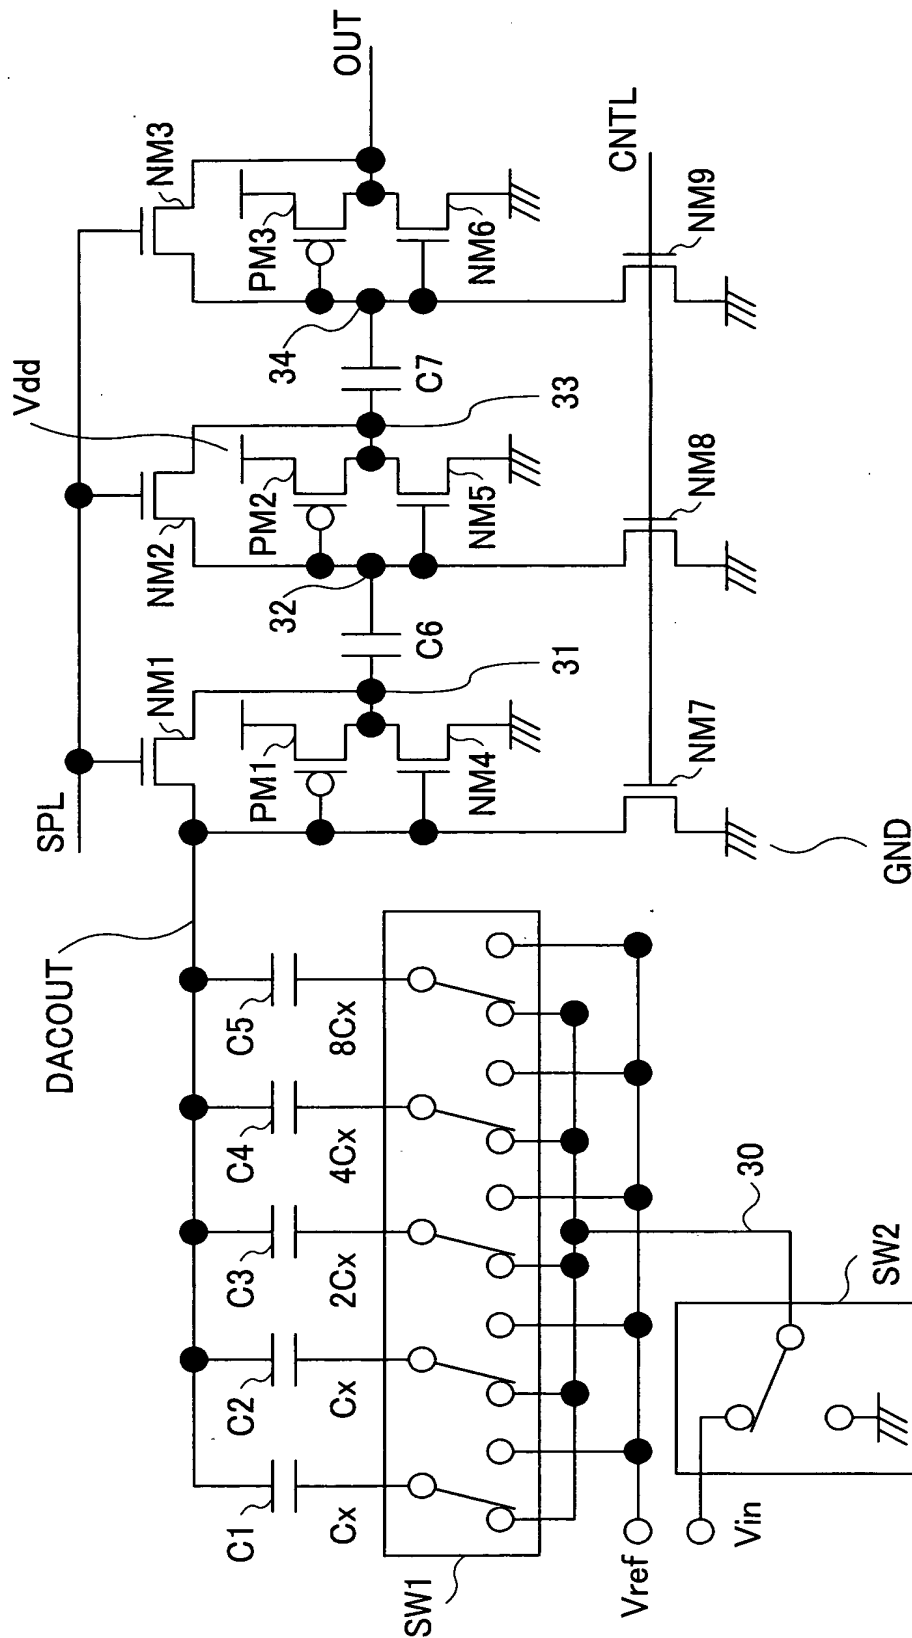 SPL
DACOUT
NM1
NM2
Vdd
NM3
OUT
PM1
PM2
PM3
32
34
C6
C7
NM4
NM5
NM6
31
33
CNTL
NM7
NM8
NM9
GND
C1
C2
C3
C4
C5
Cx
Cx
2Cx
4Cx
8Cx
SW1
Vref
Vin
30
SW2